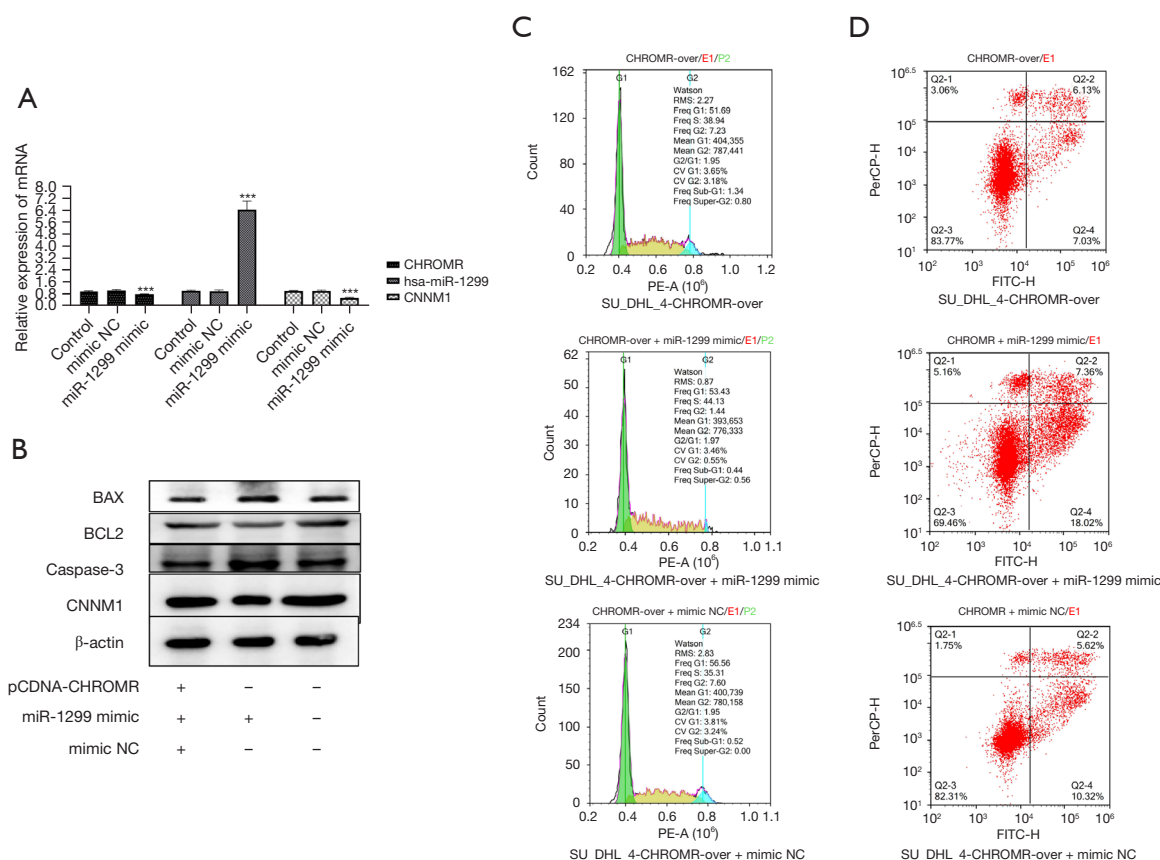 A
Relative expression of mRNA
8.0
7.2
6.4
5.6
4.8
4.0
3.2
2.4
1.6
0.8
0.0
***
***
***
Control
mimic NC
miR-1299 mimic
Control
mimic NC
miR-1299 mimic
Control
mimic NC
miR-1299 mimic
CHROMR
hsa-miR-1299
CNNM1
B
BAX
BCL2
Caspase-3
CNNM1
β-actin
pCDNA-CHROMR + − −
miR-1299 mimic + + −
mimic NC + − −
C
CHROMR-over/E1/P2
162
120
80
40
0
Count
G1
G2
Watson
RMS: 2.27
Freq G1: 51.69
Freq S: 38.94
Freq G2: 7.23
Mean G1: 404,355
Mean G2: 787,441
G2/G1: 1.95
CV G1: 3.65%
CV G2: 3.18%
Freq Sub-G1: 1.34
Freq Super-G2: 0.80
0.2 0.4 0.6 0.8 1.0 1.2
PE-A (10⁶)
SU_DHL_4-CHROMR-over
CHROMR-over + miR-1299 mimic/E1/P2
62
50
40
30
20
10
0
Count
G1
G2
Watson
RMS: 0.87
Freq G1: 53.43
Freq S: 44.13
Freq G2: 1.44
Mean G1: 393,653
Mean G2: 776,333
G2/G1: 1.97
CV G1: 3.46%
CV G2: 0.55%
Freq Sub-G1: 0.44
Freq Super-G2: 0.56
0.2 0.4 0.6 0.8 1.0 1.1
PE-A (10⁶)
SU_DHL_4-CHROMR-over + miR-1299 mimic
CHROMR-over + mimic NC/E1/P2
234
200
150
100
50
0
Count
G1
G2
Watson
RMS: 2.83
Freq G1: 56.56
Freq S: 35.31
Freq G2: 7.60
Mean G1: 400,739
Mean G2: 780,158
G2/G1: 1.95
CV G1: 3.81%
CV G2: 3.24%
Freq Sub-G1: 0.52
Freq Super-G2: 0.00
0.2 0.4 0.6 0.8 1.0 1.1
PE-A (10⁶)
SU_DHL_4-CHROMR-over + mimic NC
D
CHROMR-over/E1
10⁶·⁵
10⁵
10⁴
10³
10²
10¹
PerCP-H
Q2-1
3.06%
Q2-2
6.13%
Q2-3
83.77%
Q2-4
7.03%
10² 10³ 10⁴ 10⁵ 10⁶ 10⁷·²
FITC-H
SU_DHL_4-CHROMR-over
CHROMR + miR-1299 mimic/E1
10⁶·⁵
10⁵
10⁴
10³
10²
10¹
PerCP-H
Q2-1
5.16%
Q2-2
7.36%
Q2-3
69.46%
Q2-4
18.02%
10² 10³ 10⁴ 10⁵ 10⁶ 10⁷·²
FITC-H
SU_DHL_4-CHROMR-over + miR-1299 mimic
CHROMR + mimic NC/E1
10⁶·⁵
10⁵
10⁴
10³
10²
10¹
PerCP-H
Q2-1
1.75%
Q2-2
5.62%
Q2-3
82.31%
Q2-4
10.32%
10² 10³ 10⁴ 10⁵ 10⁶ 10⁷·²
FITC-H
SU_DHL_4-CHROMR-over + mimic NC